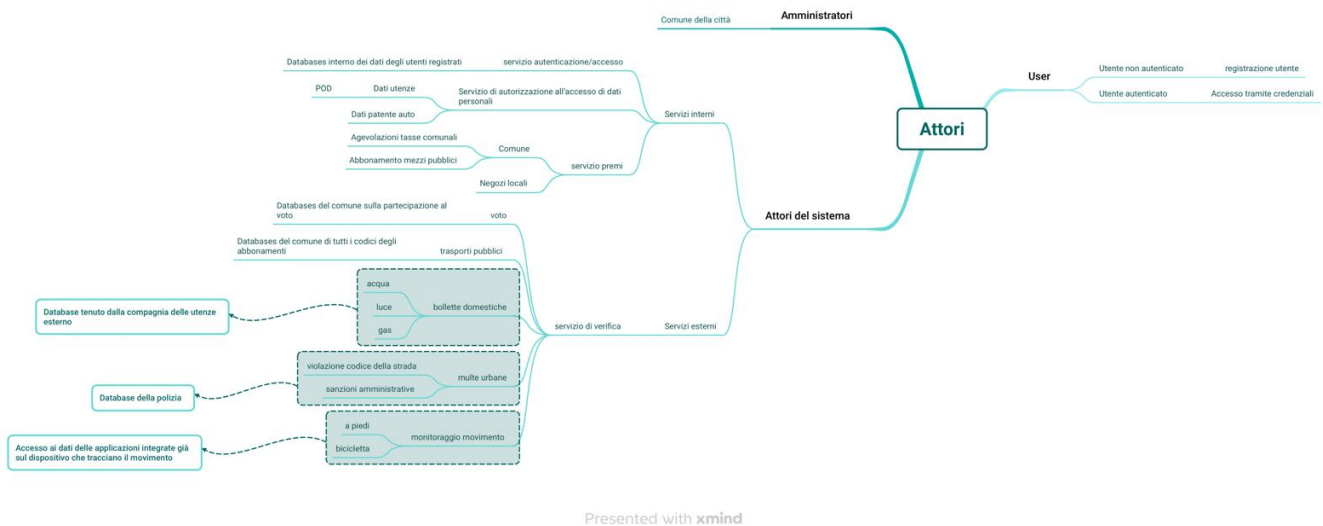 Attori
User
Utente non autenticato
registrazione utente
Utente autenticato
Accesso tramite credenziali
Amministratori
Comune della città
Attori del sistema
Servizi interni
servizio autenticazione/accesso
Databases interno dei dati degli utenti registrati
Servizio di autorizzazione all'accesso di dati
personali
Dati utenze
POD
Dati patente auto
servizio premi
Comune
Agevolazioni tasse comunali
Abbonamento mezzi pubblici
Negozi locali
Servizi esterni
servizio di verifica
voto
Databases del comune sulla partecipazione al
voto
trasporti pubblici
Databases del comune di tutti i codici degli
abbonamenti
bollette domestiche
acqua
luce
gas
Database tenuto dalla compagnia delle utenze
esterno
multe urbane
violazione codice della strada
sanzioni amministrative
Database della polizia
monitoraggio movimento
a piedi
bicicletta
Accesso ai dati delle applicazioni integrate già
sul dispositivo che tracciano il movimento
Presented with xmind